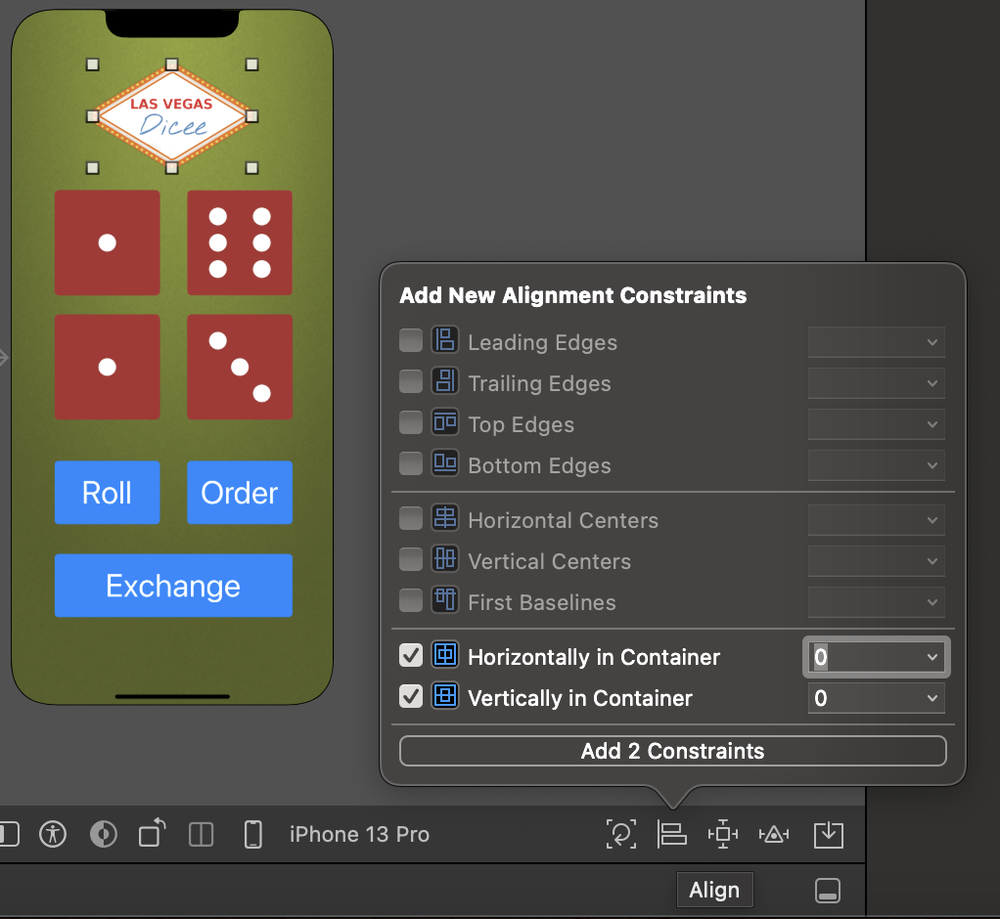 LAS VEGAS
Dicee
Roll
Order
Exchange
Add New Alignment Constraints
Leading Edges
Trailing Edges
Top Edges
Bottom Edges
Horizontal Centers
Vertical Centers
First Baselines
Horizontally in Container
0
Vertically in Container
0
Add 2 Constraints
iPhone 13 Pro
Align